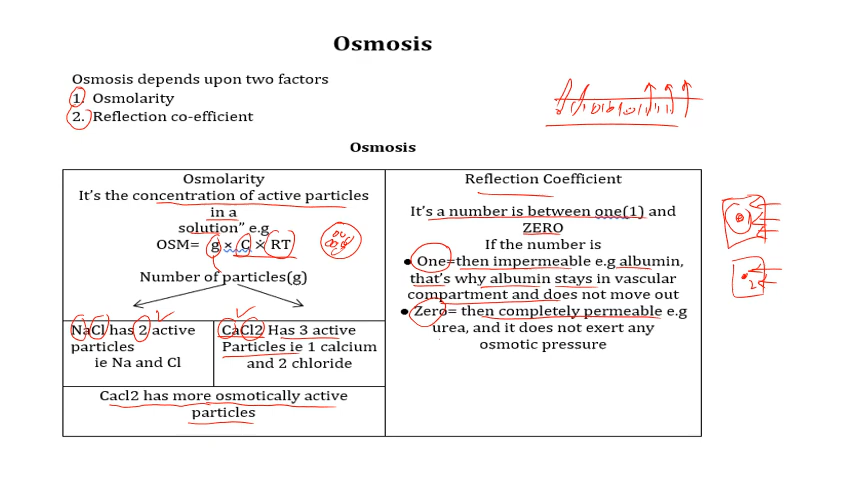 Osmosis
Osmosis depends upon two factors
1. Osmolarity
2. Reflection co-efficient
Osmosis
Osmolarity
It's the concentration of active particles
in a
solution” e.g
OSM= g × C × RT
Number of particles(g)
NaCl has 2 active
particles
ie Na and Cl
CaCl2 Has 3 active
Particles ie 1 calcium
and 2 chloride
Cacl2 has more osmotically active
particles
Reflection Coefficient
It's a number is between one(1) and
ZERO
If the number is
● One=then impermeable e.g albumin,
that's why albumin stays in vascular
compartment and does not move out
● Zero= then completely permeable e.g
urea, and it does not exert any
osmotic pressure